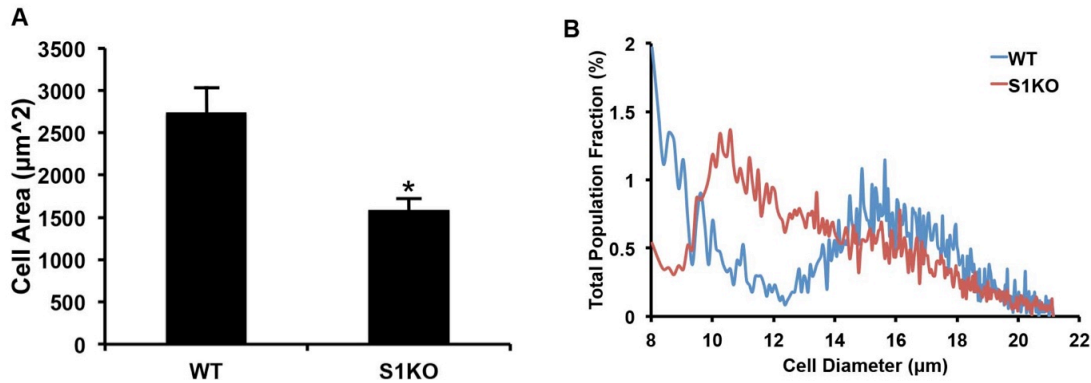 A
Cell Area (µm^2)
3500
3000
2500
2000
1500
1000
500
0
*
WT
S1KO
B
Total Population Fraction (%)
2
1.5
1
0.5
0
WT
S1KO
8
10
12
14
16
18
20
22
Cell Diameter (µm)